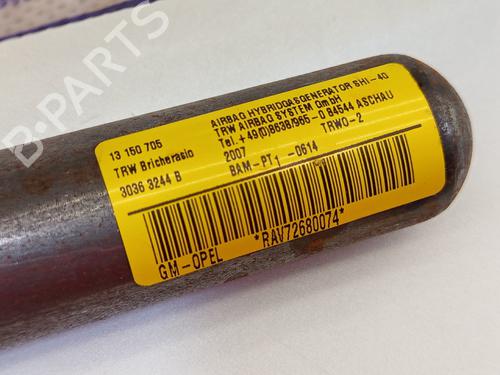 13 150 705
TRW Bricherasio
3036 3244 B
AIRBAG HYBRIDGASGENERATOR SHI-40
TRW AIRBAG SYSTEM GmbH
Tel.+49(0)8638/965-0 84544 ASCHAU
2007 TRWO-2
BAM-PT1 -0614
GM-OPEL *RAV72680074*
B-PARTS